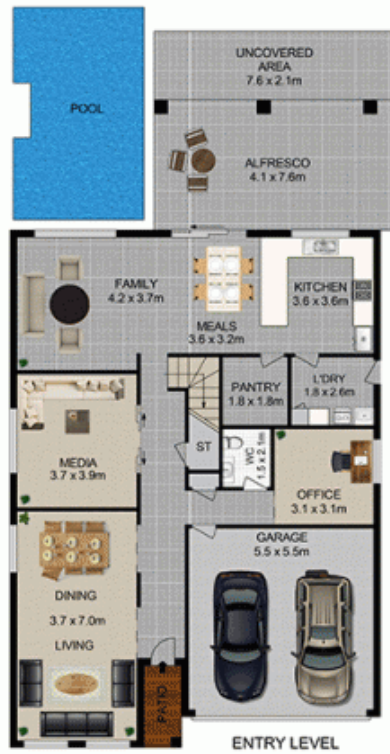 UNCOVERED
AREA
7.6 x 2.1m
POOL
ALFRESCO
4.1 x 7.6m
FAMILY
4.2 x 3.7m
KITCHEN
3.6 x 3.6m
MEALS
3.6 x 3.2m
PANTRY
1.8 x 1.8m
L'DRY
1.8 x 2.6m
ST
WC
1.5 x 2.1m
MEDIA
3.7 x 3.9m
OFFICE
3.1 x 3.1m
GARAGE
5.5 x 5.5m
DINING
3.7 x 7.0m
LIVING
PATIO
ENTRY LEVEL